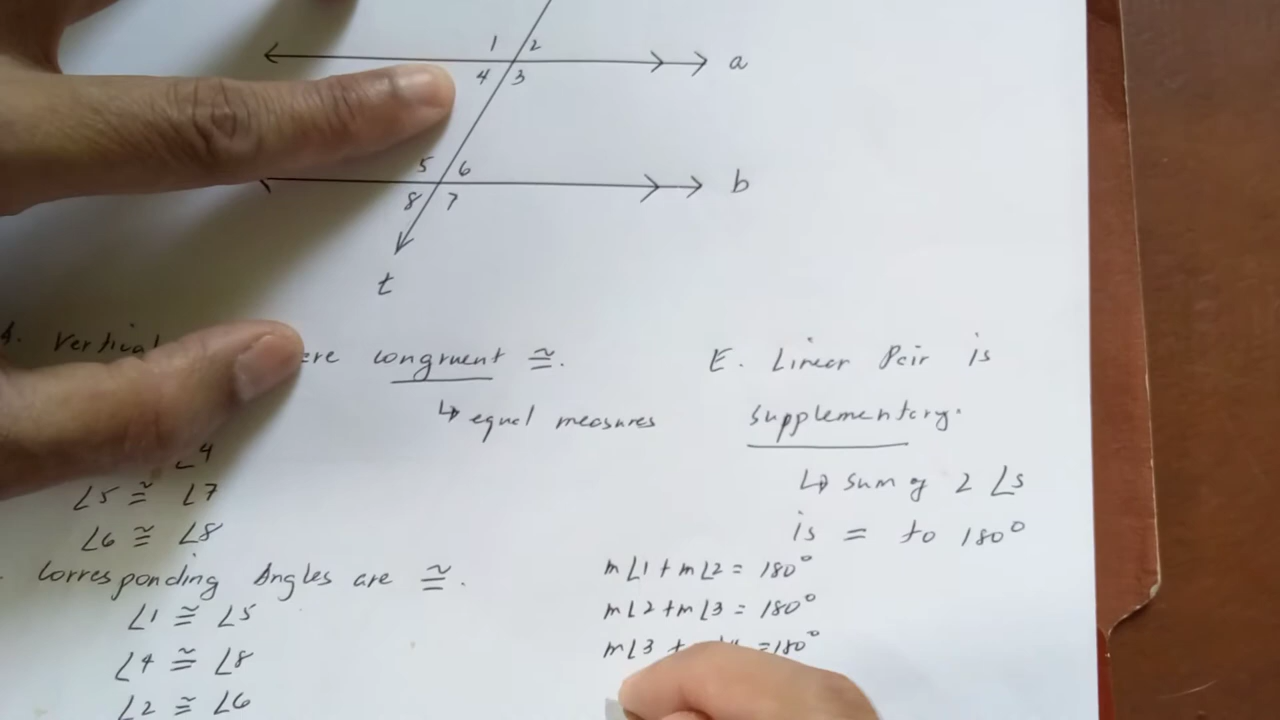 1 2
a
4 3
5 6
b
8 7
t
Vertical are congruent ≅.
↳ equal measures
∠4
∠5 ≅ ∠7
∠6 ≅ ∠8
Corresponding Angles are ≅.
∠1 ≅ ∠5
∠4 ≅ ∠8
∠2 ≅ ∠6
E. Linear Pair is
supplementary.
↳ sum of 2 ∠s
is = to 180°
m∠1 + m∠2 = 180°
m∠2 + m∠3 = 180°
m∠3 + = 180°